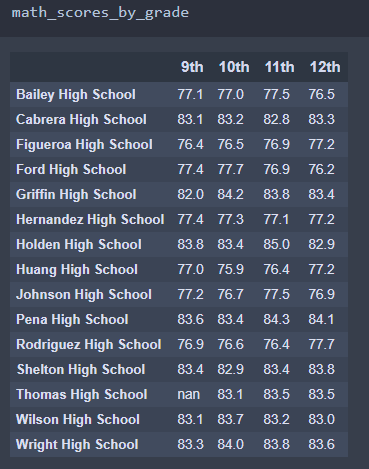 math_scores_by_grade
9th 10th 11th 12th
Bailey High School 77.1 77.0 77.5 76.5
Cabrera High School 83.1 83.2 82.8 83.3
Figueroa High School 76.4 76.5 76.9 77.2
Ford High School 77.4 77.7 76.9 76.2
Griffin High School 82.0 84.2 83.8 83.4
Hernandez High School 77.4 77.3 77.1 77.2
Holden High School 83.8 83.4 85.0 82.9
Huang High School 77.0 75.9 76.4 77.2
Johnson High School 77.2 76.7 77.5 76.9
Pena High School 83.6 83.4 84.3 84.1
Rodriguez High School 76.9 76.6 76.4 77.7
Shelton High School 83.4 82.9 83.4 83.8
Thomas High School nan 83.1 83.5 83.5
Wilson High School 83.1 83.7 83.2 83.0
Wright High School 83.3 84.0 83.8 83.6